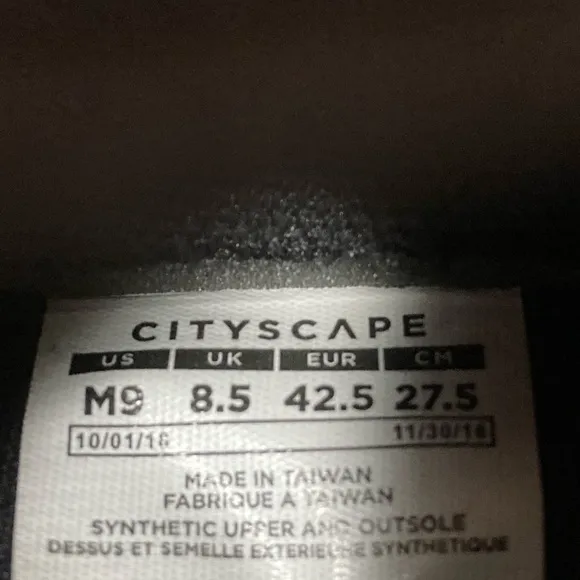 CITYSCAPE
US UK EUR CM
M9 8.5 42.5 27.5
10/01/18 11/30/18
MADE IN TAIWAN
FABRIQUE A TAIWAN
SYNTHETIC UPPER AND OUTSOLE
DESSUS ET SEMELLE EXTERIEURE SYNTHETIQUE